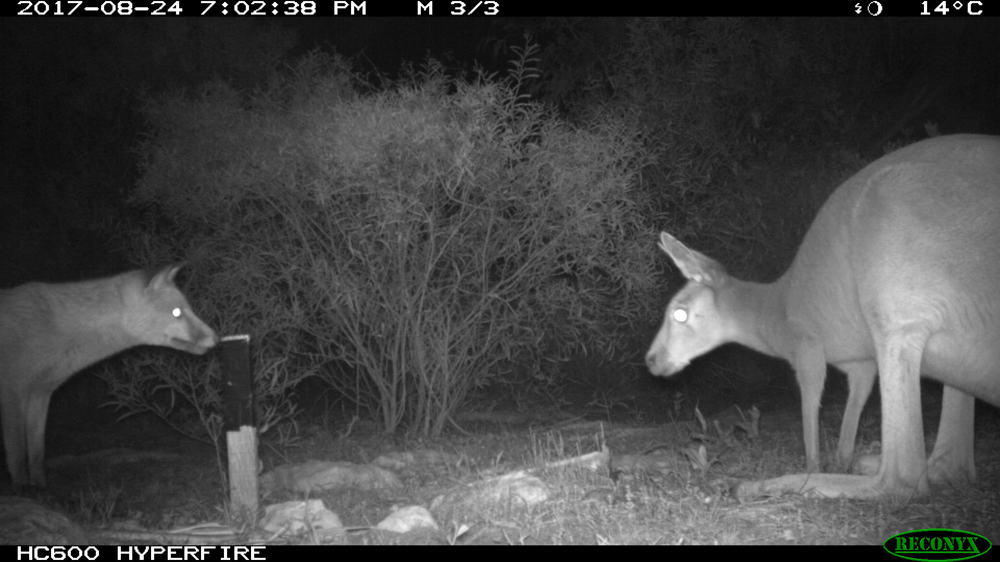 2017-08-24 7:02:38 PM M 3/3 14°C
HC600 HYPERFIRE
RECONYX